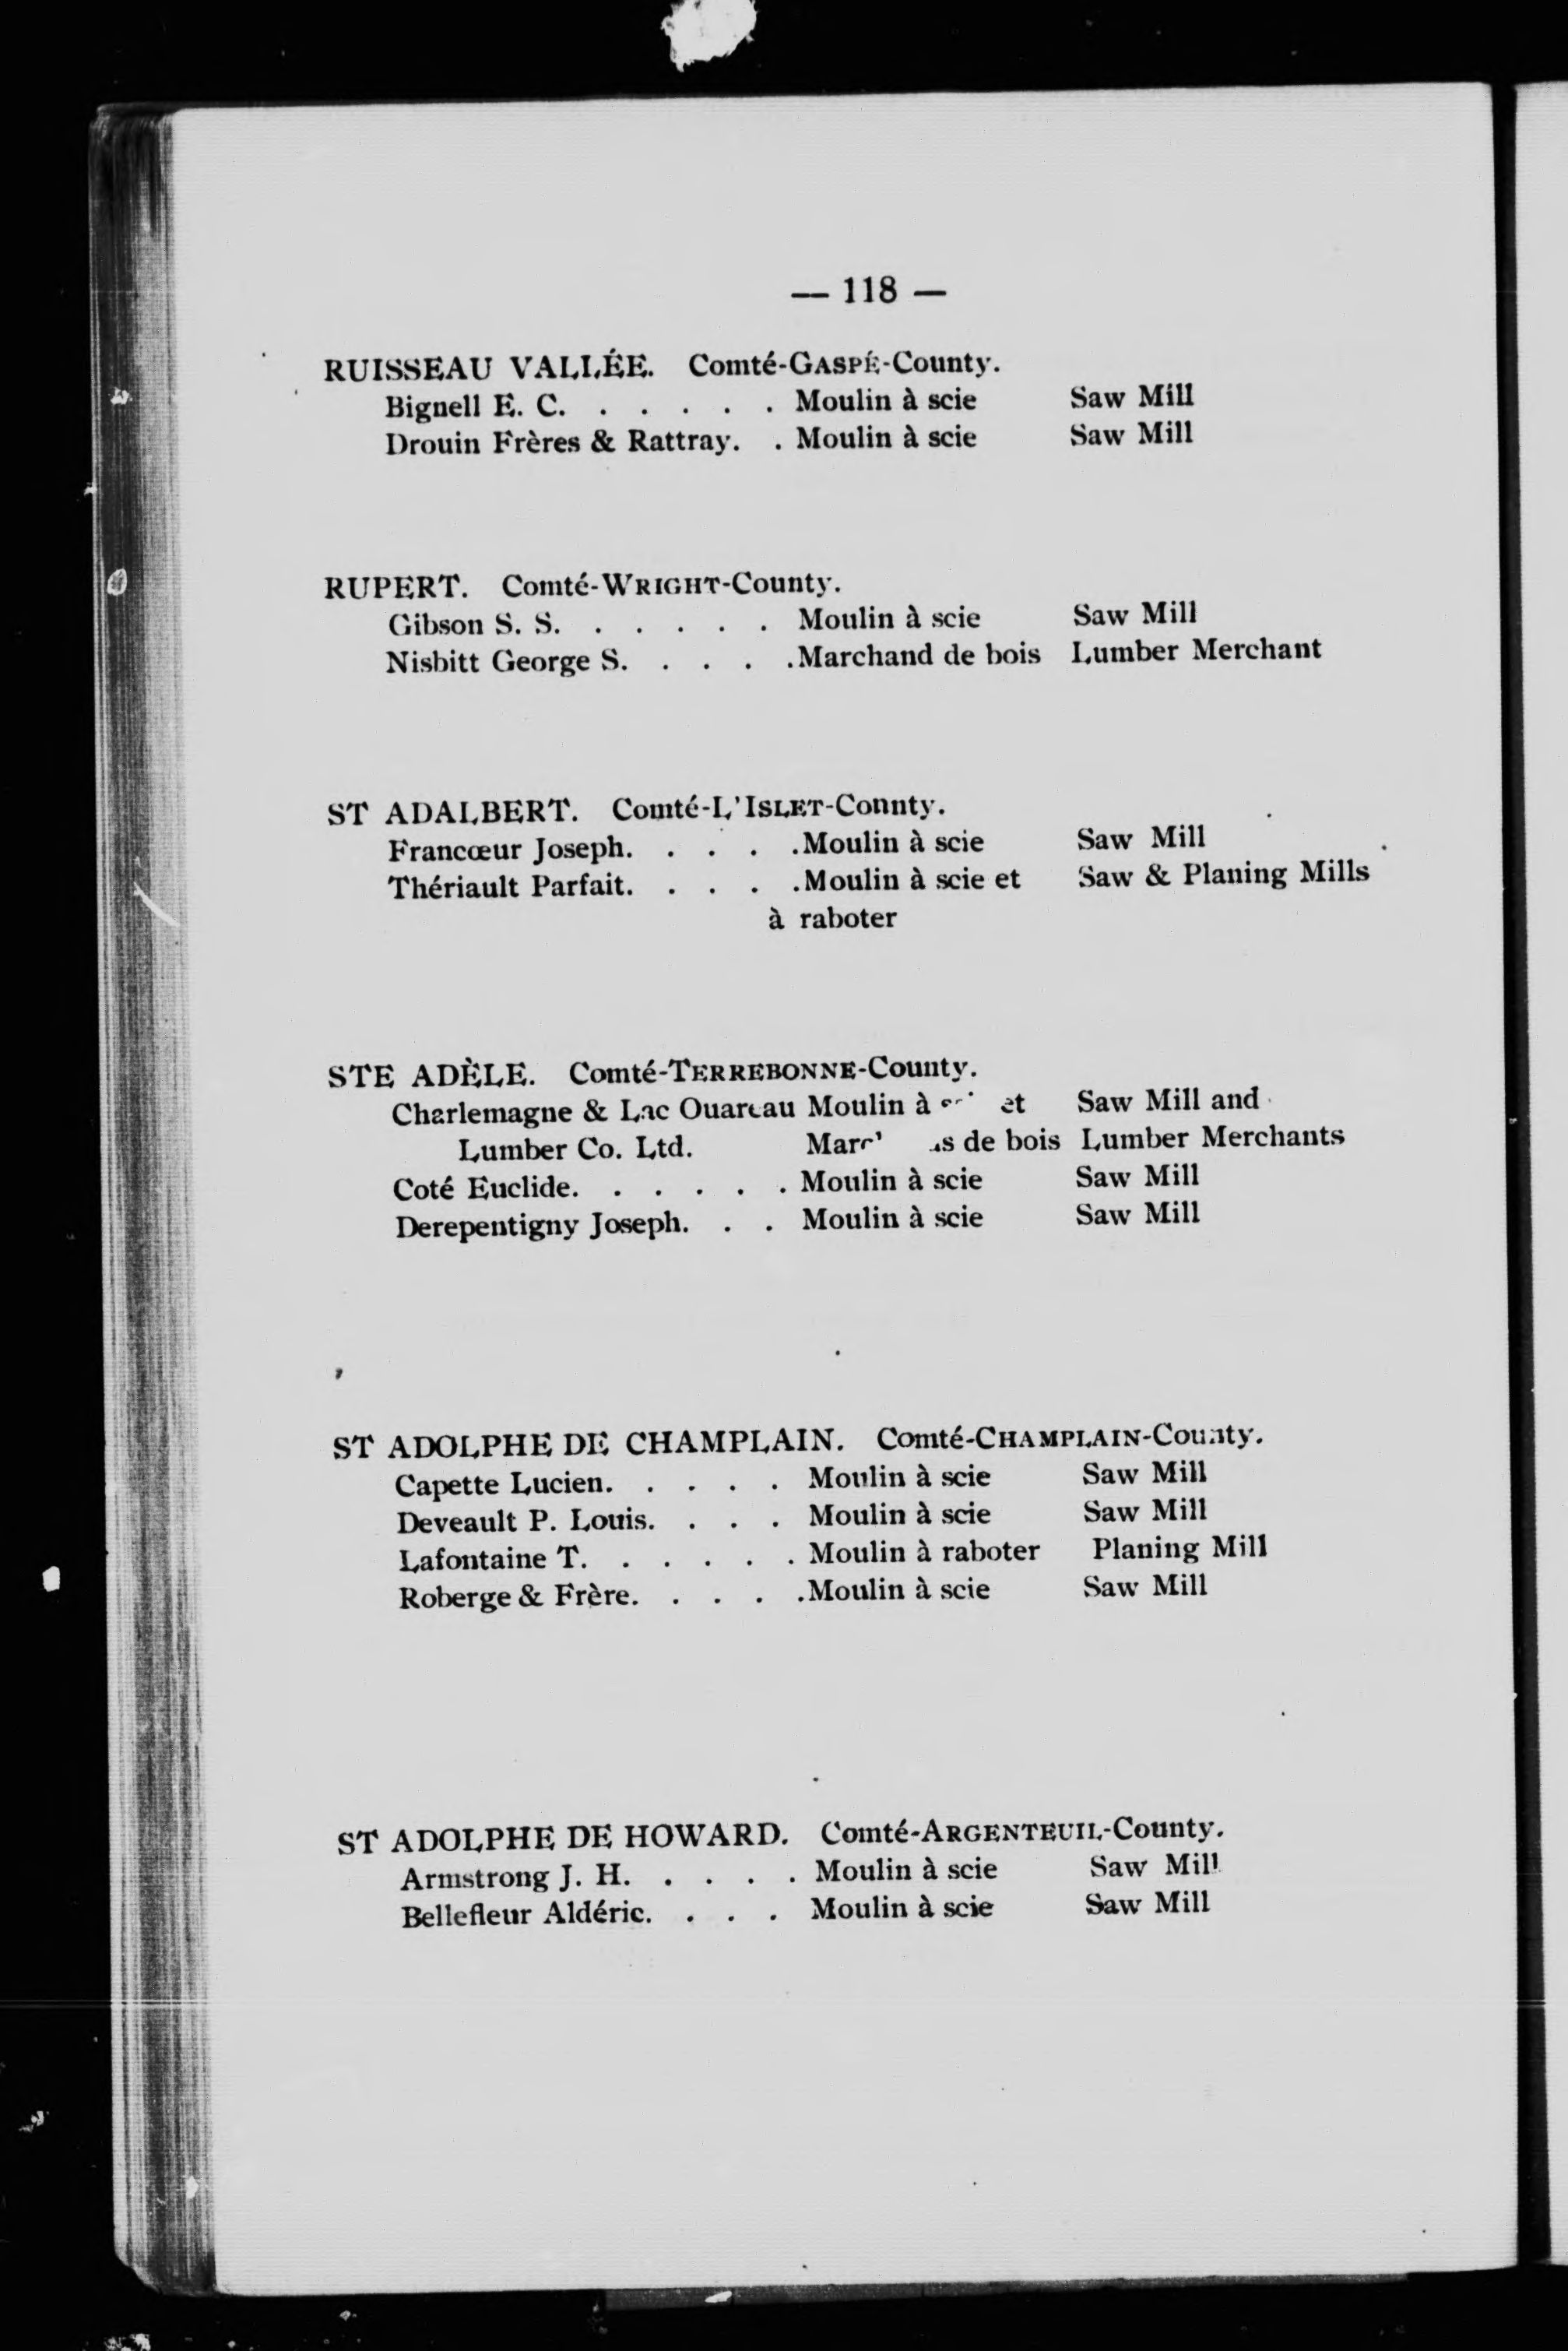 — 118 —
RUISSEAU VALLÉE. Comté-GASPÉ-County.
Bignell E. C. . . . . . . Moulin à scie Saw Mill
Drouin Frères & Rattray. . Moulin à scie Saw Mill
RUPERT. Comté-WRIGHT-County.
Gibson S. S. . . . . . . Moulin à scie Saw Mill
Nisbitt George S. . . . .Marchand de bois Lumber Merchant
ST ADALBERT. Comté-L'ISLET-Connty.
Francœur Joseph. . . . .Moulin à scie Saw Mill
Thériault Parfait. . . . .Moulin à scie et Saw & Planing Mills
à raboter
STE ADÈLE. Comté-TERREBONNE-County.
Charlemagne & Lac Ouareau Moulin à et Saw Mill and
Lumber Co. Ltd. de bois Lumber Merchants
Coté Euclide. . . . . . Moulin à scie Saw Mill
Derepentigny Joseph. . . Moulin à scie Saw Mill
ST ADOLPHE DE CHAMPLAIN. Comté-CHAMPLAIN-County.
Capette Lucien. . . . . Moulin à scie Saw Mill
Deveault P. Louis. . . . Moulin à scie Saw Mill
Lafontaine T. . . . . . Moulin à raboter Planing Mill
Roberge & Frère. . . . .Moulin à scie Saw Mill
ST ADOLPHE DE HOWARD. Comté-ARGENTEUIL-County.
Armstrong J. H. . . . . Moulin à scie Saw Mill
Bellefleur Aldéric. . . . Moulin à scie Saw Mill